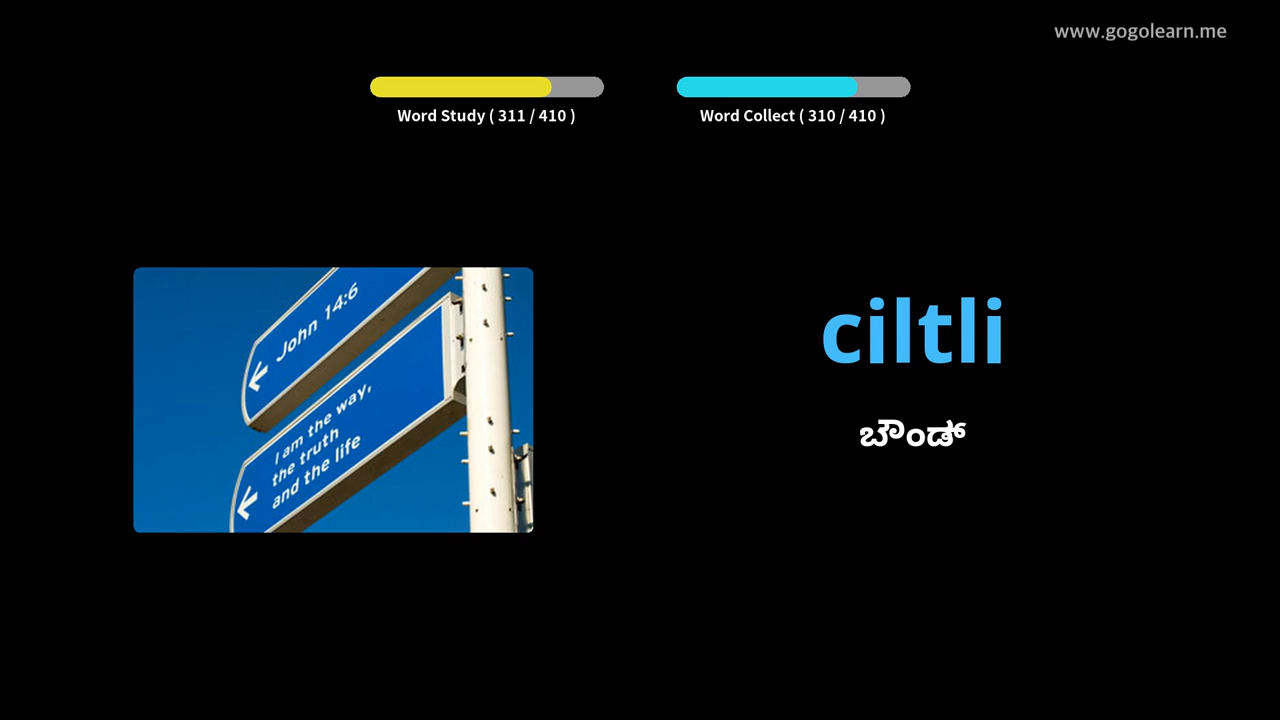 www.gogolearn.me
Word Study ( 311 / 410 )
Word Collect ( 310 / 410 )
John 14:6
I am the way,
the truth
and the life
ciltli
ಬೌಂಡ್